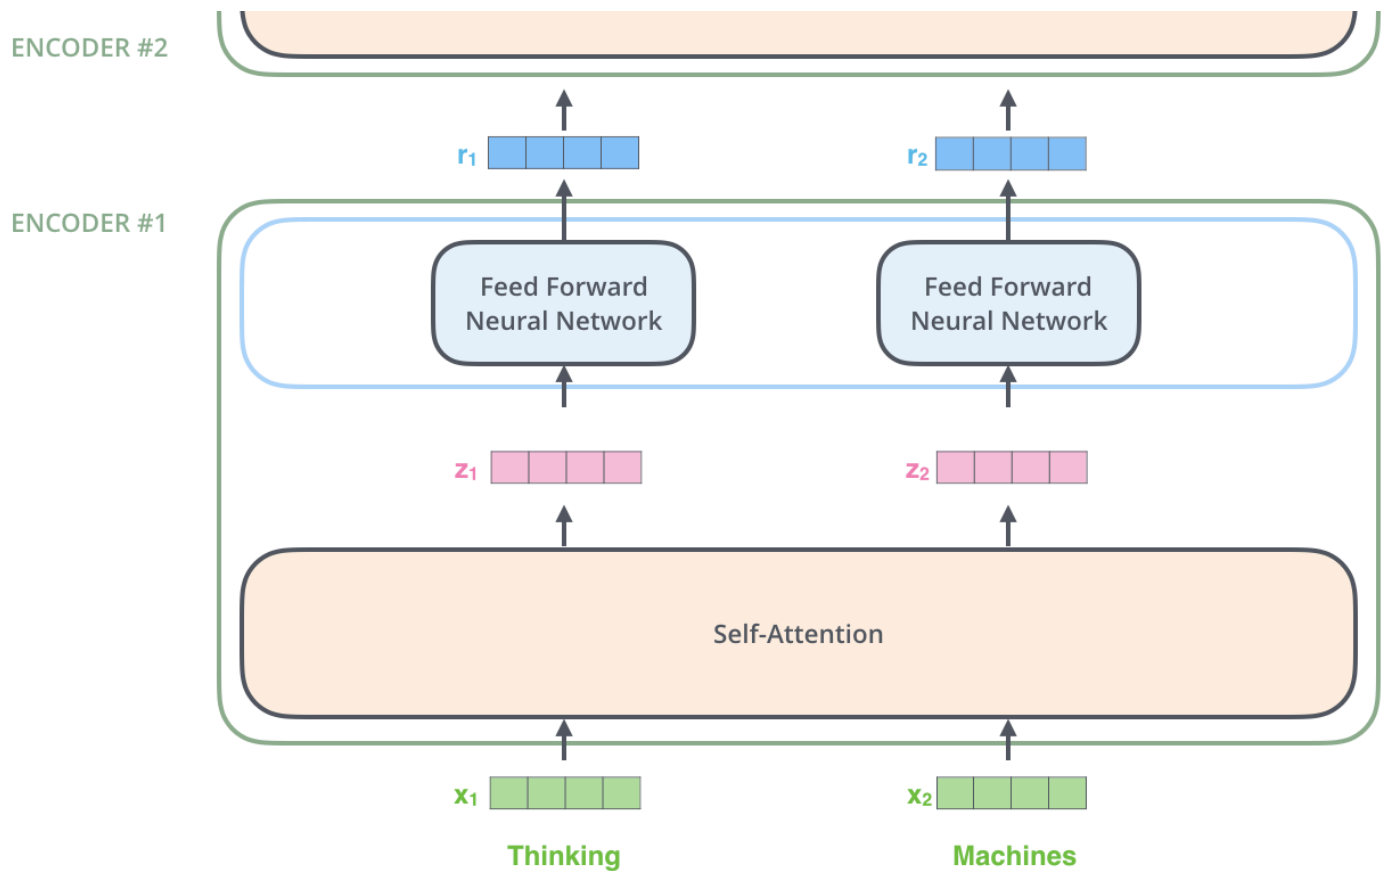 ENCODER #2
r1
r2
ENCODER #1
Feed Forward
Neural Network
Feed Forward
Neural Network
z1
z2
Self-Attention
x1
x2
Thinking
Machines